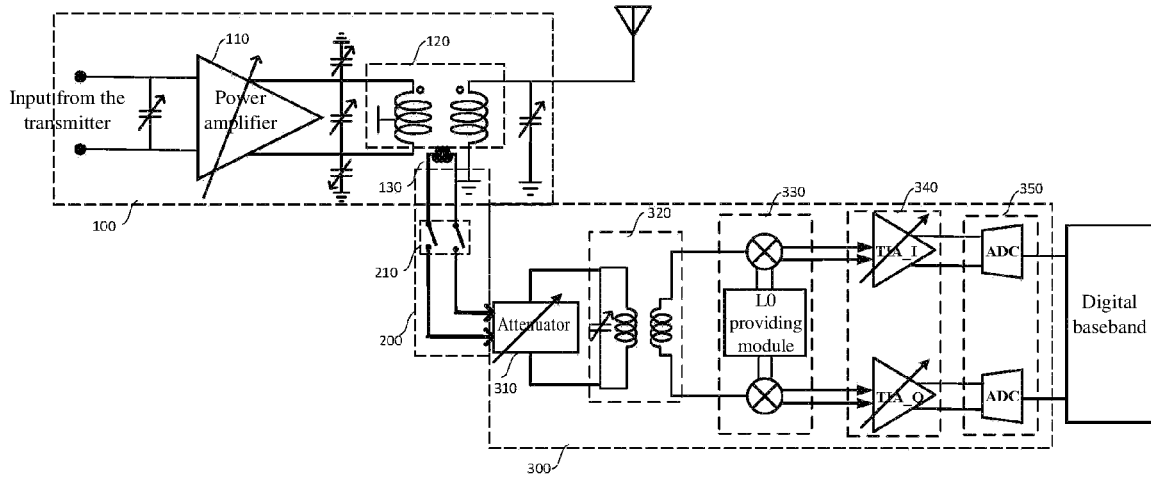 110
120
Input from the
transmitter
Power
amplifier
130
100
210
200
320
330
340
350
TIA_I
ADC
L0
providing
module
Attenuator
310
Digital
baseband
TIA_Q
ADC
300